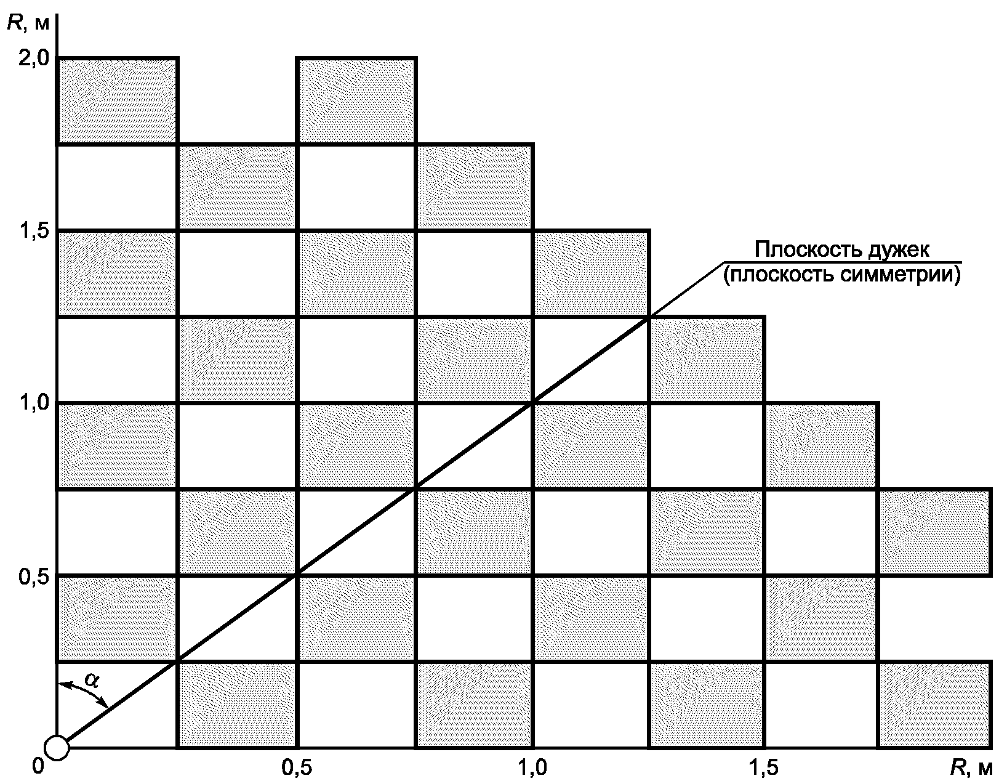 R, м
2,0
1,5
Плоскость дужек
(плоскость симметрии)
1,0
0,5
α
0
0,5
1,0
1,5
R, м